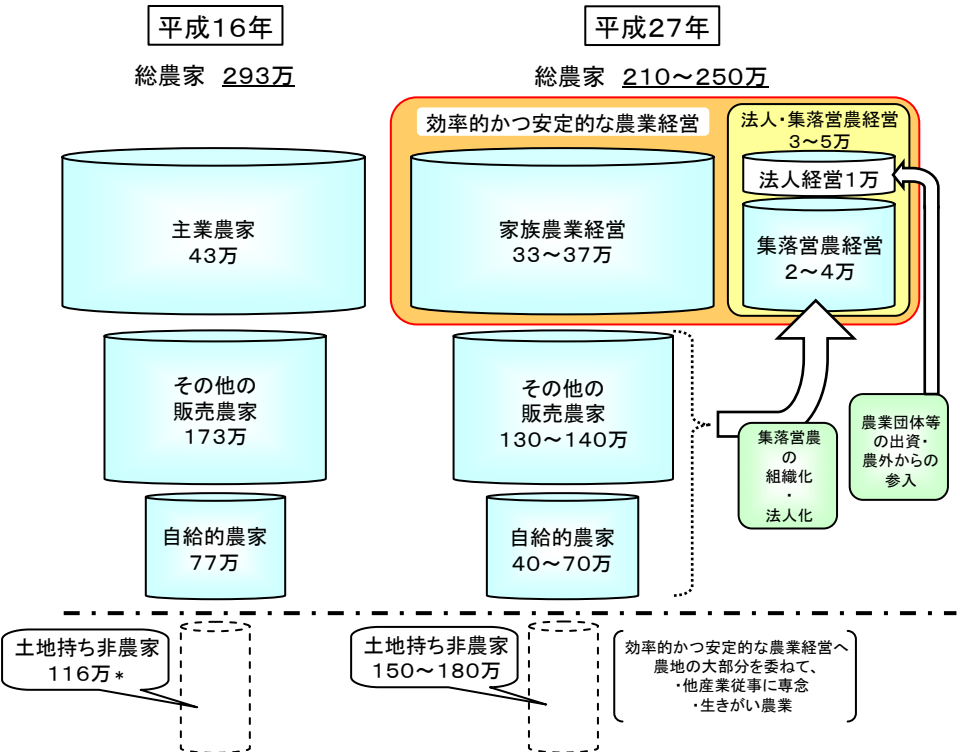 平成16年
総農家 293万
主業農家
43万
その他の
販売農家
173万
自給的農家
77万
土地持ち非農家
116万*
平成27年
総農家 210~250万
効率的かつ安定的な農業経営
家族農業経営
33~37万
法人・集落営農経営
3~5万
法人経営1万
集落営農経営
2~4万
その他の
販売農家
130~140万
自給的農家
40~70万
集落営農
の
組織化
・
法人化
農業団体等
の出資・
農外からの
参入
土地持ち非農家
150~180万
効率的かつ安定的な農業経営へ
農地の大部分を委ねて、
・他産業従事に専念
・生きがい農業